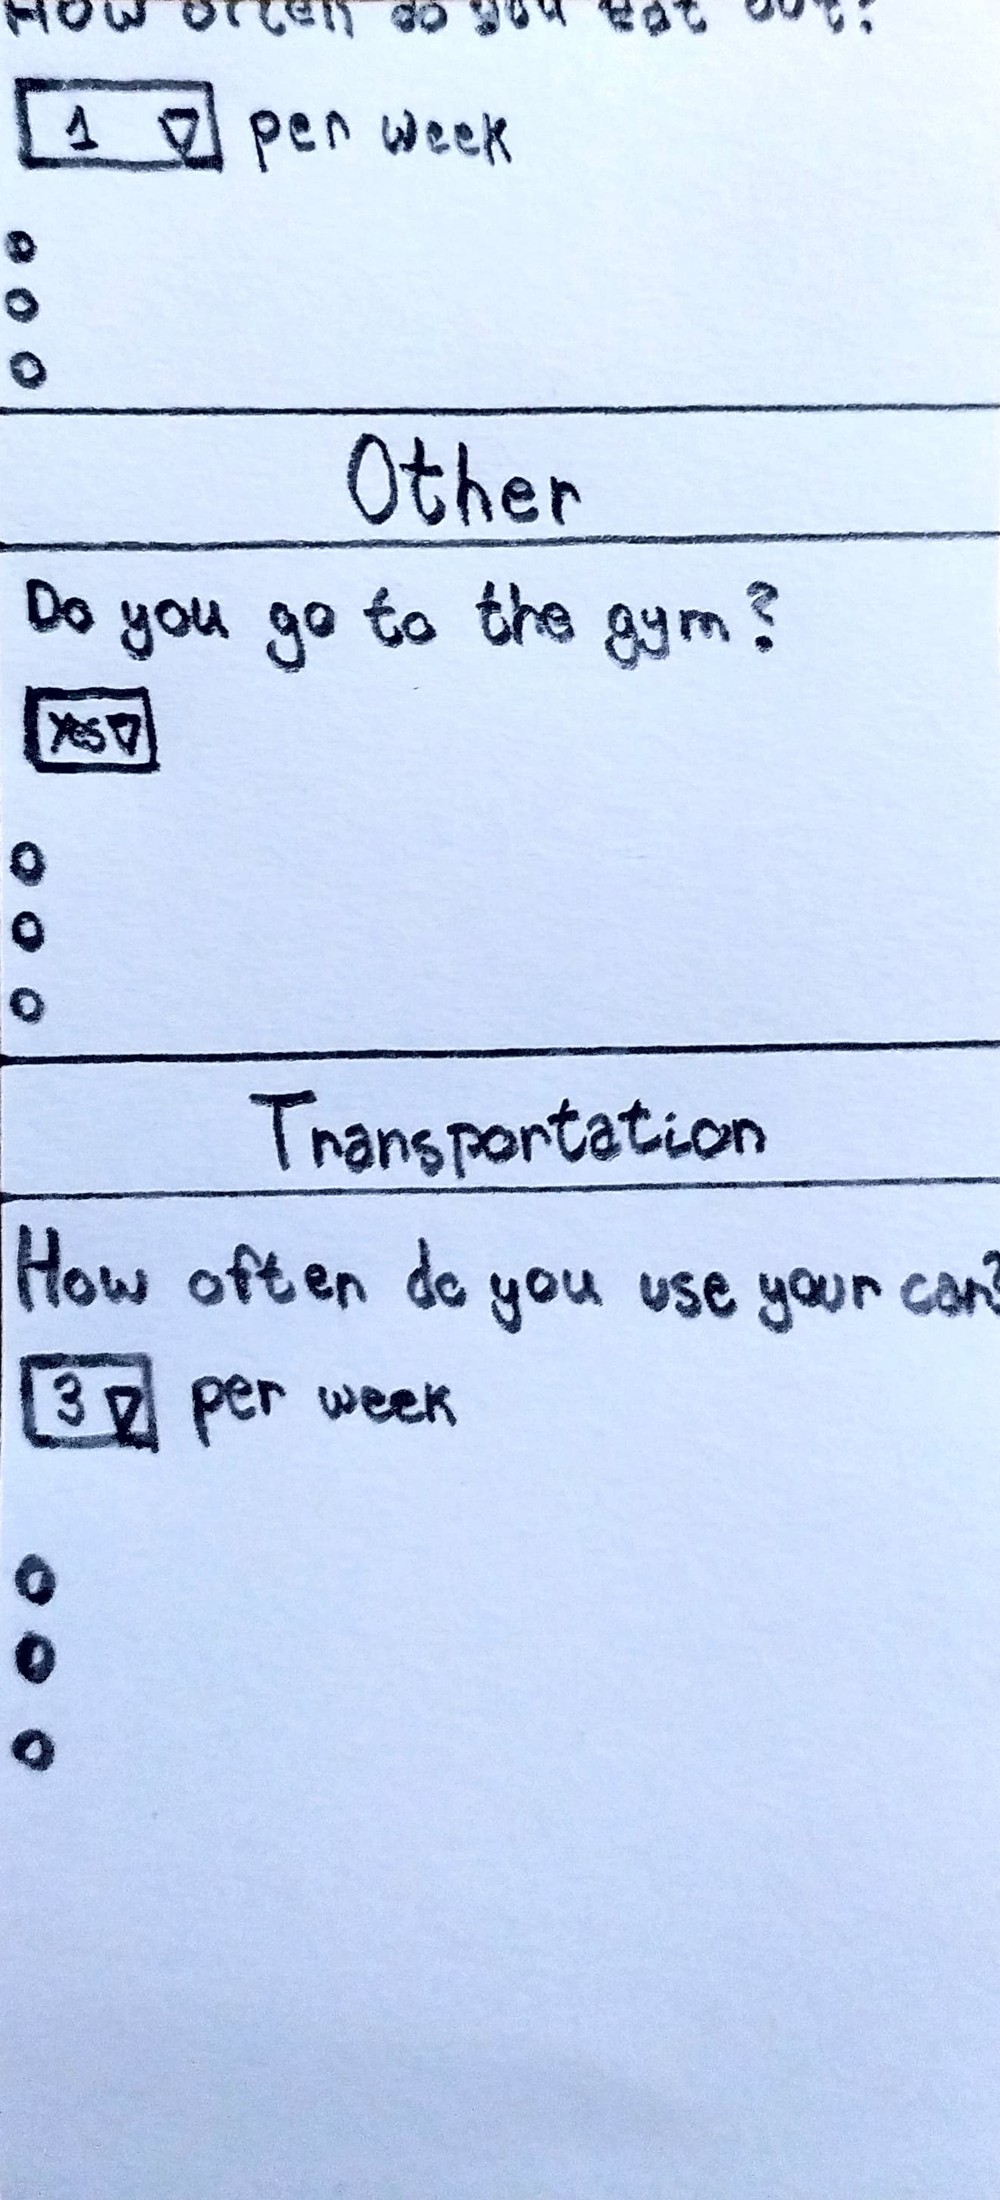 How often do you eat out?
1 per week
Other
Do you go to the gym?
Yes
Transportation
How often do you use your car?
3 per week